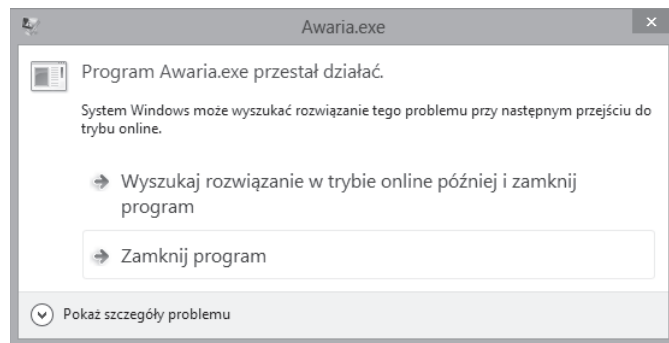 Awaria.exe
Program Awaria.exe przestał działać.
System Windows może wyszukać rozwiązanie tego problemu przy następnym przejściu do
trybu online.
Wyszukaj rozwiązanie w trybie online później i zamknij
program
Zamknij program
Pokaż szczegóły problemu